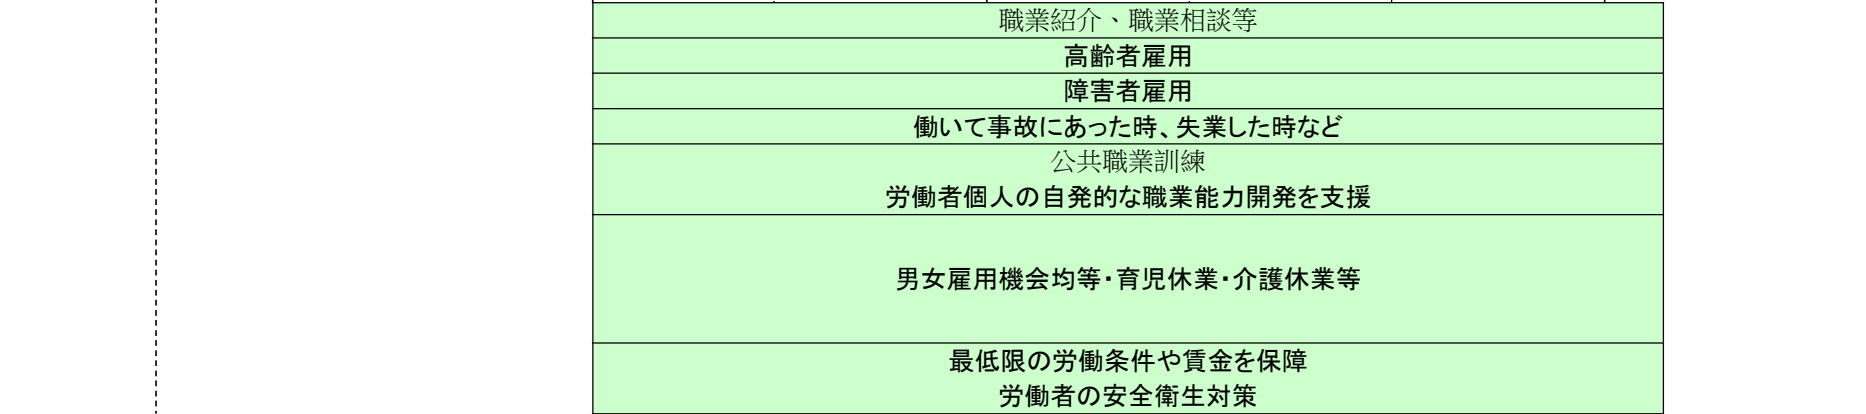 職業紹介、職業相談等
高齢者雇用
障害者雇用
働いて事故にあった時、失業した時など
公共職業訓練
労働者個人の自発的な職業能力開発を支援
男女雇用機会均等・育児休業・介護休業等
最低限の労働条件や賃金を保障
労働者の安全衛生対策